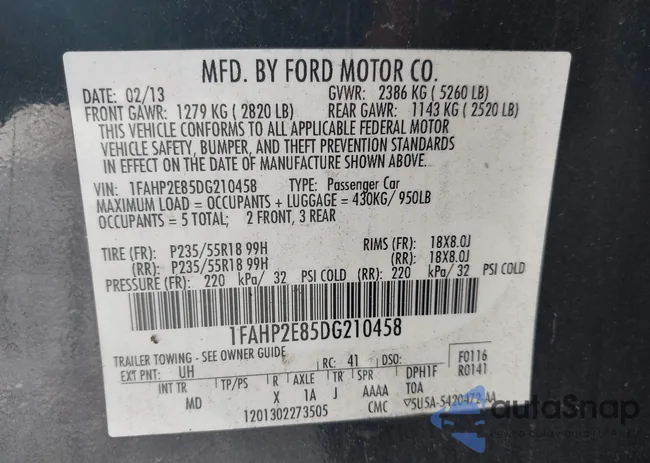 MFD. BY FORD MOTOR CO.
DATE: 02/13 GVWR: 2386 KG ( 5260 LB)
FRONT GAWR: 1279 KG ( 2820 LB) REAR GAWR: 1143 KG ( 2520 LB)
THIS VEHICLE CONFORMS TO ALL APPLICABLE FEDERAL MOTOR
VEHICLE SAFETY, BUMPER, AND THEFT PREVENTION STANDARDS
IN EFFECT ON THE DATE OF MANUFACTURE SHOWN ABOVE.
VIN: 1FAHP2E85DG210458 TYPE: Passenger Car
MAXIMUM LOAD = OCCUPANTS + LUGGAGE = 430KG/ 950LB
OCCUPANTS = 5 TOTAL; 2 FRONT, 3 REAR
TIRE (FR): P235/55R18 99H RIMS (FR): 18X8.0J
(RR): P235/55R18 99H (RR): 18X8.0J
PRESSURE (FR): 220 kPa/ 32 PSI COLD (RR): 220 kPa/ 32 PSI COLD
1FAHP2E85DG210458
TRAILER TOWING - SEE OWNER GUIDE
EXT PNT: UH RC: 41 DSO: F0116
R0141
INT TR TP/PS R AXLE TR SPR DPH1F
MD X 1A J AAAA TOA
1201302273505 CMC ▽5U5A-5420472-AA
autoSnap